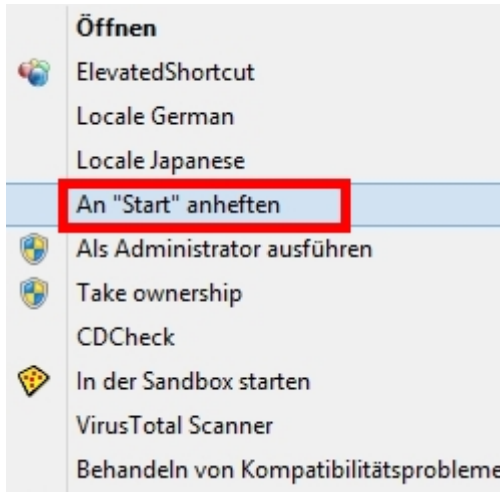 Öffnen
ElevatedShortcut
Locale German
Locale Japanese
An "Start" anheften
Als Administrator ausführen
Take ownership
CDCheck
In der Sandbox starten
VirusTotal Scanner
Behandeln von Kompatibilitätsprobleme